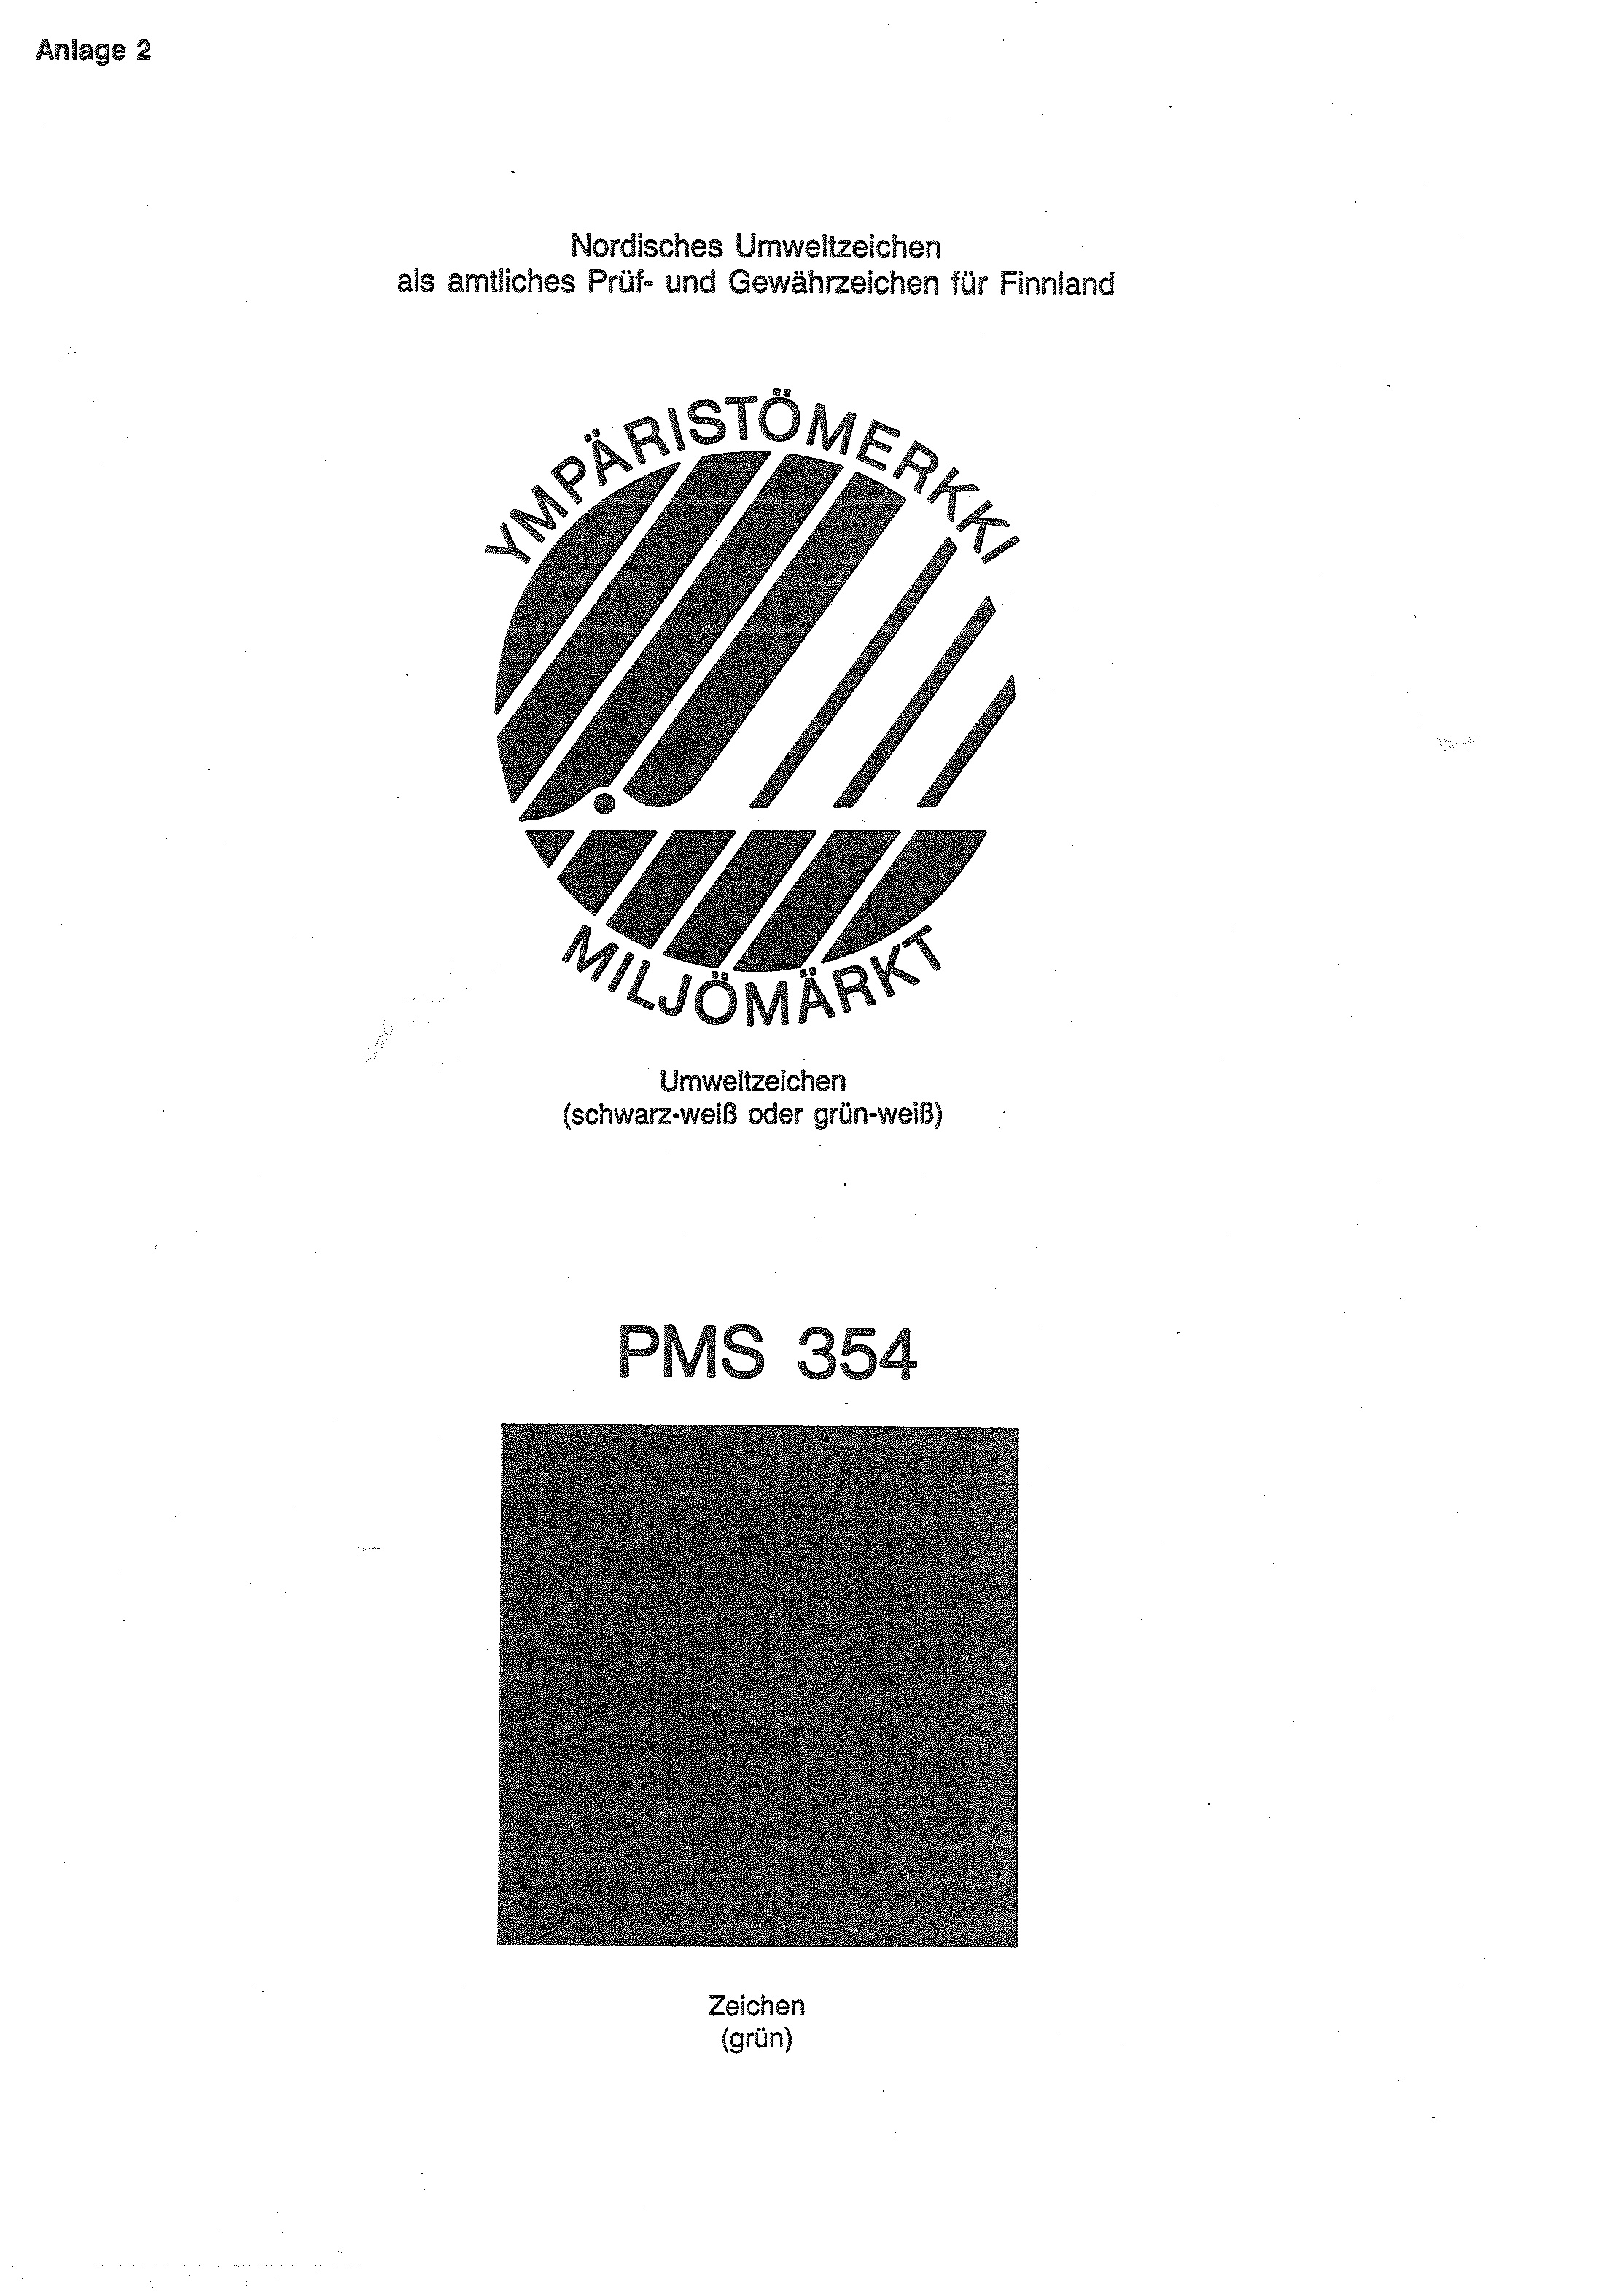 Anlage 2
Nordisches Umweltzeichen
als amtliches Prüf- und Gewährzeichen für Finnland
YMPÄRISTÖMERKKI
MILJÖMÄRKT
Umweltzeichen
(schwarz-weiß oder grün-weiß)
PMS 354
Zeichen
(grün)